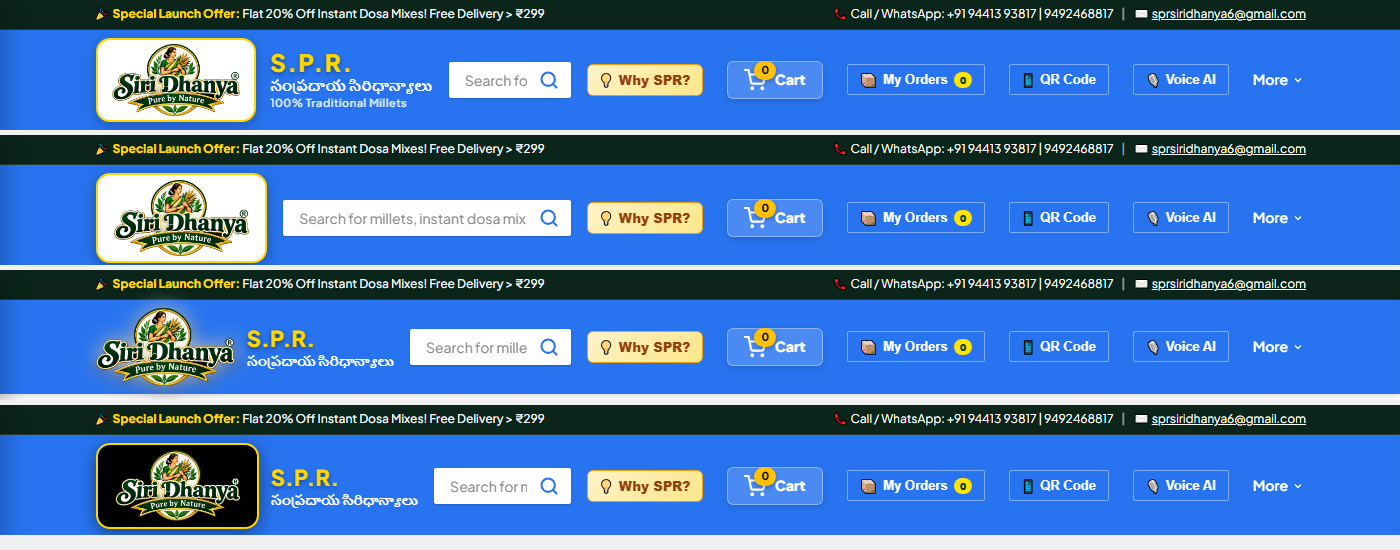 🎉 Special Launch Offer: Flat 20% Off Instant Dosa Mixes! Free Delivery > ₹299
📞 Call / WhatsApp: +91 94413 93817 | 9492468817 | ✉️ sprsiridhanya6@gmail.com
Siri Dhanya®
Pure by Nature
S.P.R.
సంప్రదాయ సిరిధాన్యాలు
100% Traditional Millets
Search fo
Why SPR?
0
Cart
My Orders 0
QR Code
Voice AI
More
🎉 Special Launch Offer: Flat 20% Off Instant Dosa Mixes! Free Delivery > ₹299
📞 Call / WhatsApp: +91 94413 93817 | 9492468817 | ✉️ sprsiridhanya6@gmail.com
Siri Dhanya®
Pure by Nature
Search for millets, instant dosa mix
Why SPR?
0
Cart
My Orders 0
QR Code
Voice AI
More
🎉 Special Launch Offer: Flat 20% Off Instant Dosa Mixes! Free Delivery > ₹299
📞 Call / WhatsApp: +91 94413 93817 | 9492468817 | ✉️ sprsiridhanya6@gmail.com
Siri Dhanya®
Pure by Nature
S.P.R.
సంప్రదాయ సిరిధాన్యాలు
Search for mille
Why SPR?
0
Cart
My Orders 0
QR Code
Voice AI
More
🎉 Special Launch Offer: Flat 20% Off Instant Dosa Mixes! Free Delivery > ₹299
📞 Call / WhatsApp: +91 94413 93817 | 9492468817 | ✉️ sprsiridhanya6@gmail.com
Siri Dhanya®
Pure by Nature
S.P.R.
సంప్రదాయ సిరిధాన్యాలు
Search for n
Why SPR?
0
Cart
My Orders 0
QR Code
Voice AI
More